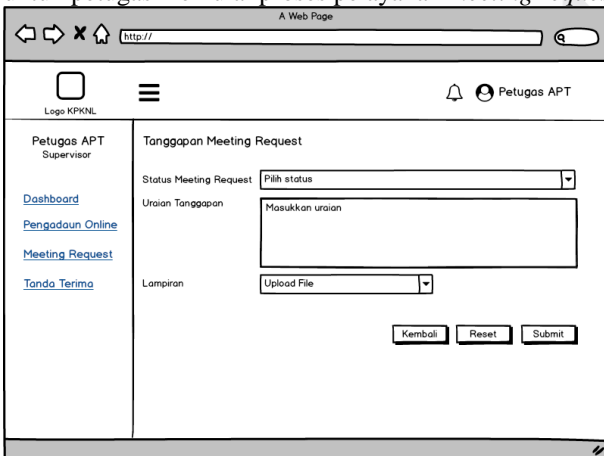 A Web Page
http://
Logo KPKNL
Petugas APT
Petugas APT
Supervisor
Dashboard
Pengadaun Online
Meeting Request
Tanda Terima
Tanggapan Meeting Request
Status Meeting Request Pilih status
Uraian Tanggapan Masukkan uraian
Lampiran Upload File
Kembali Reset Submit